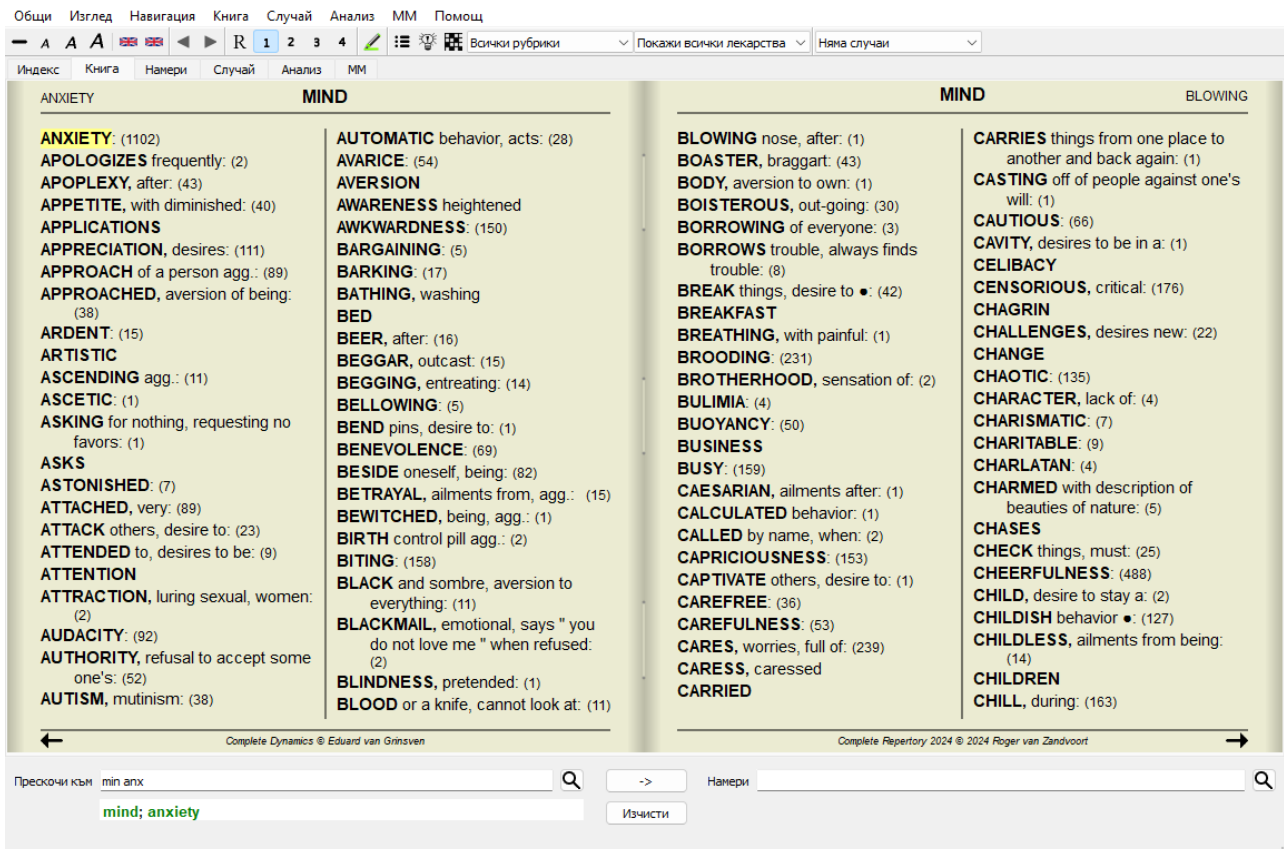 Общи Изглед Навигация Книга Случай Анализ ММ Помощ
A A A R 1 2 3 4 Всички рубрики Покажи всички лекарства Няма случаи
Индекс Книга Намери Случай Анализ ММ
ANXIETY MIND
ANXIETY: (1102)
APOLOGIZES frequently: (2)
APOPLEXY, after: (43)
APPETITE, with diminished: (40)
APPLICATIONS
APPRECIATION, desires: (111)
APPROACH of a person agg.: (89)
APPROACHED, aversion of being:
(38)
ARDENT: (15)
ARTISTIC
ASCENDING agg.: (11)
ASCETIC: (1)
ASKING for nothing, requesting no
favors: (1)
ASKS
ASTONISHED: (7)
ATTACHED, very: (89)
ATTACK others, desire to: (23)
ATTENDED to, desires to be: (9)
ATTENTION
ATTRACTION, luring sexual, women:
(2)
AUDACITY: (92)
AUTHORITY, refusal to accept some
one's: (52)
AUTISM, mutinism: (38)
AUTOMATIC behavior, acts: (28)
AVARICE: (54)
AVERSION
AWARENESS heightened
AWKWARDNESS: (150)
BARGAINING: (5)
BARKING: (17)
BATHING, washing
BED
BEER, after: (16)
BEGGAR, outcast: (15)
BEGGING, entreating: (14)
BELLOWING: (5)
BEND pins, desire to: (1)
BENEVOLENCE: (69)
BESIDE oneself, being: (82)
BETRAYAL, ailments from, agg.: (15)
BEWITCHED, being, agg.: (1)
BIRTH control pill agg.: (2)
BITING: (158)
BLACK and sombre, aversion to
everything: (11)
BLACKMAIL, emotional, says " you
do not love me " when refused:
(2)
BLINDNESS, pretended: (1)
BLOOD or a knife, cannot look at: (11)
Complete Dynamics © Eduard van Grinsven
MIND BLOWING
BLOWING nose, after: (1)
BOASTER, braggart: (43)
BODY, aversion to own: (1)
BOISTEROUS, out-going: (30)
BORROWING of everyone: (3)
BORROWS trouble, always finds
trouble: (8)
BREAK things, desire to ●: (42)
BREAKFAST
BREATHING, with painful: (1)
BROODING: (231)
BROTHERHOOD, sensation of: (2)
BULIMIA: (4)
BUOYANCY: (50)
BUSINESS
BUSY: (159)
CAESARIAN, ailments after: (1)
CALCULATED behavior: (1)
CALLED by name, when: (2)
CAPRICIOUSNESS: (153)
CAPTIVATE others, desire to: (1)
CAREFREE: (36)
CAREFULNESS: (53)
CARES, worries, full of: (239)
CARESS, caressed
CARRIED
CARRIES things from one place to
another and back again: (1)
CASTING off of people against one's
will: (1)
CAUTIOUS: (66)
CAVITY, desires to be in a: (1)
CELIBACY
CENSORIOUS, critical: (176)
CHAGRIN
CHALLENGES, desires new: (22)
CHANGE
CHAOTIC: (135)
CHARACTER, lack of: (4)
CHARISMATIC: (7)
CHARITABLE: (9)
CHARLATAN: (4)
CHARMED with description of
beauties of nature: (5)
CHASES
CHECK things, must: (25)
CHEERFULNESS: (488)
CHILD, desire to stay a: (2)
CHILDISH behavior ●: (127)
CHILDLESS, ailments from being:
(14)
CHILDREN
CHILL, during: (163)
Complete Repertory 2024 © 2024 Roger van Zandvoort
Прескочи към min anx -> Намери
mind; anxiety Изчисти